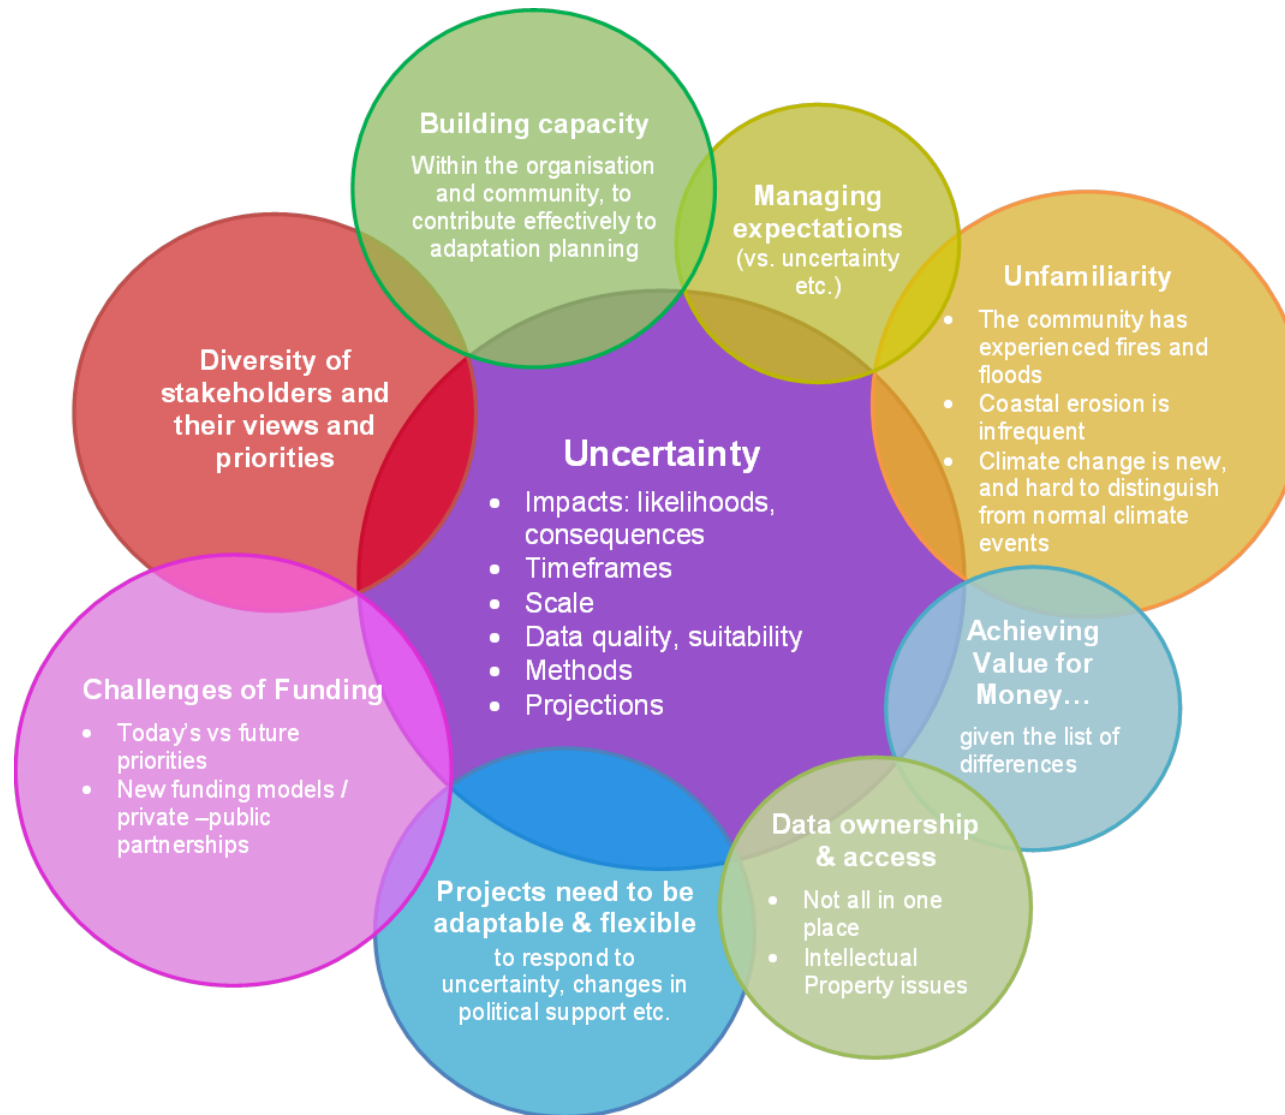 Building capacity
Within the organisation
and community, to
contribute effectively to
adaptation planning
Managing
expectations
(vs. uncertainty
etc.)
Unfamiliarity
• The community has
experienced fires and
floods
• Coastal erosion is
infrequent
• Climate change is new,
and hard to distinguish
from normal climate
events
Diversity of
stakeholders and
their views and
priorities
Uncertainty
• Impacts: likelihoods,
consequences
• Timeframes
• Scale
• Data quality, suitability
• Methods
• Projections
Achieving
Value for
Money…
given the list of
differences
Challenges of Funding
• Today's vs future
priorities
• New funding models /
private –public
partnerships
Data ownership
& access
• Not all in one
place
• Intellectual
Property issues
Projects need to be
adaptable & flexible
to respond to
uncertainty, changes in
political support etc.